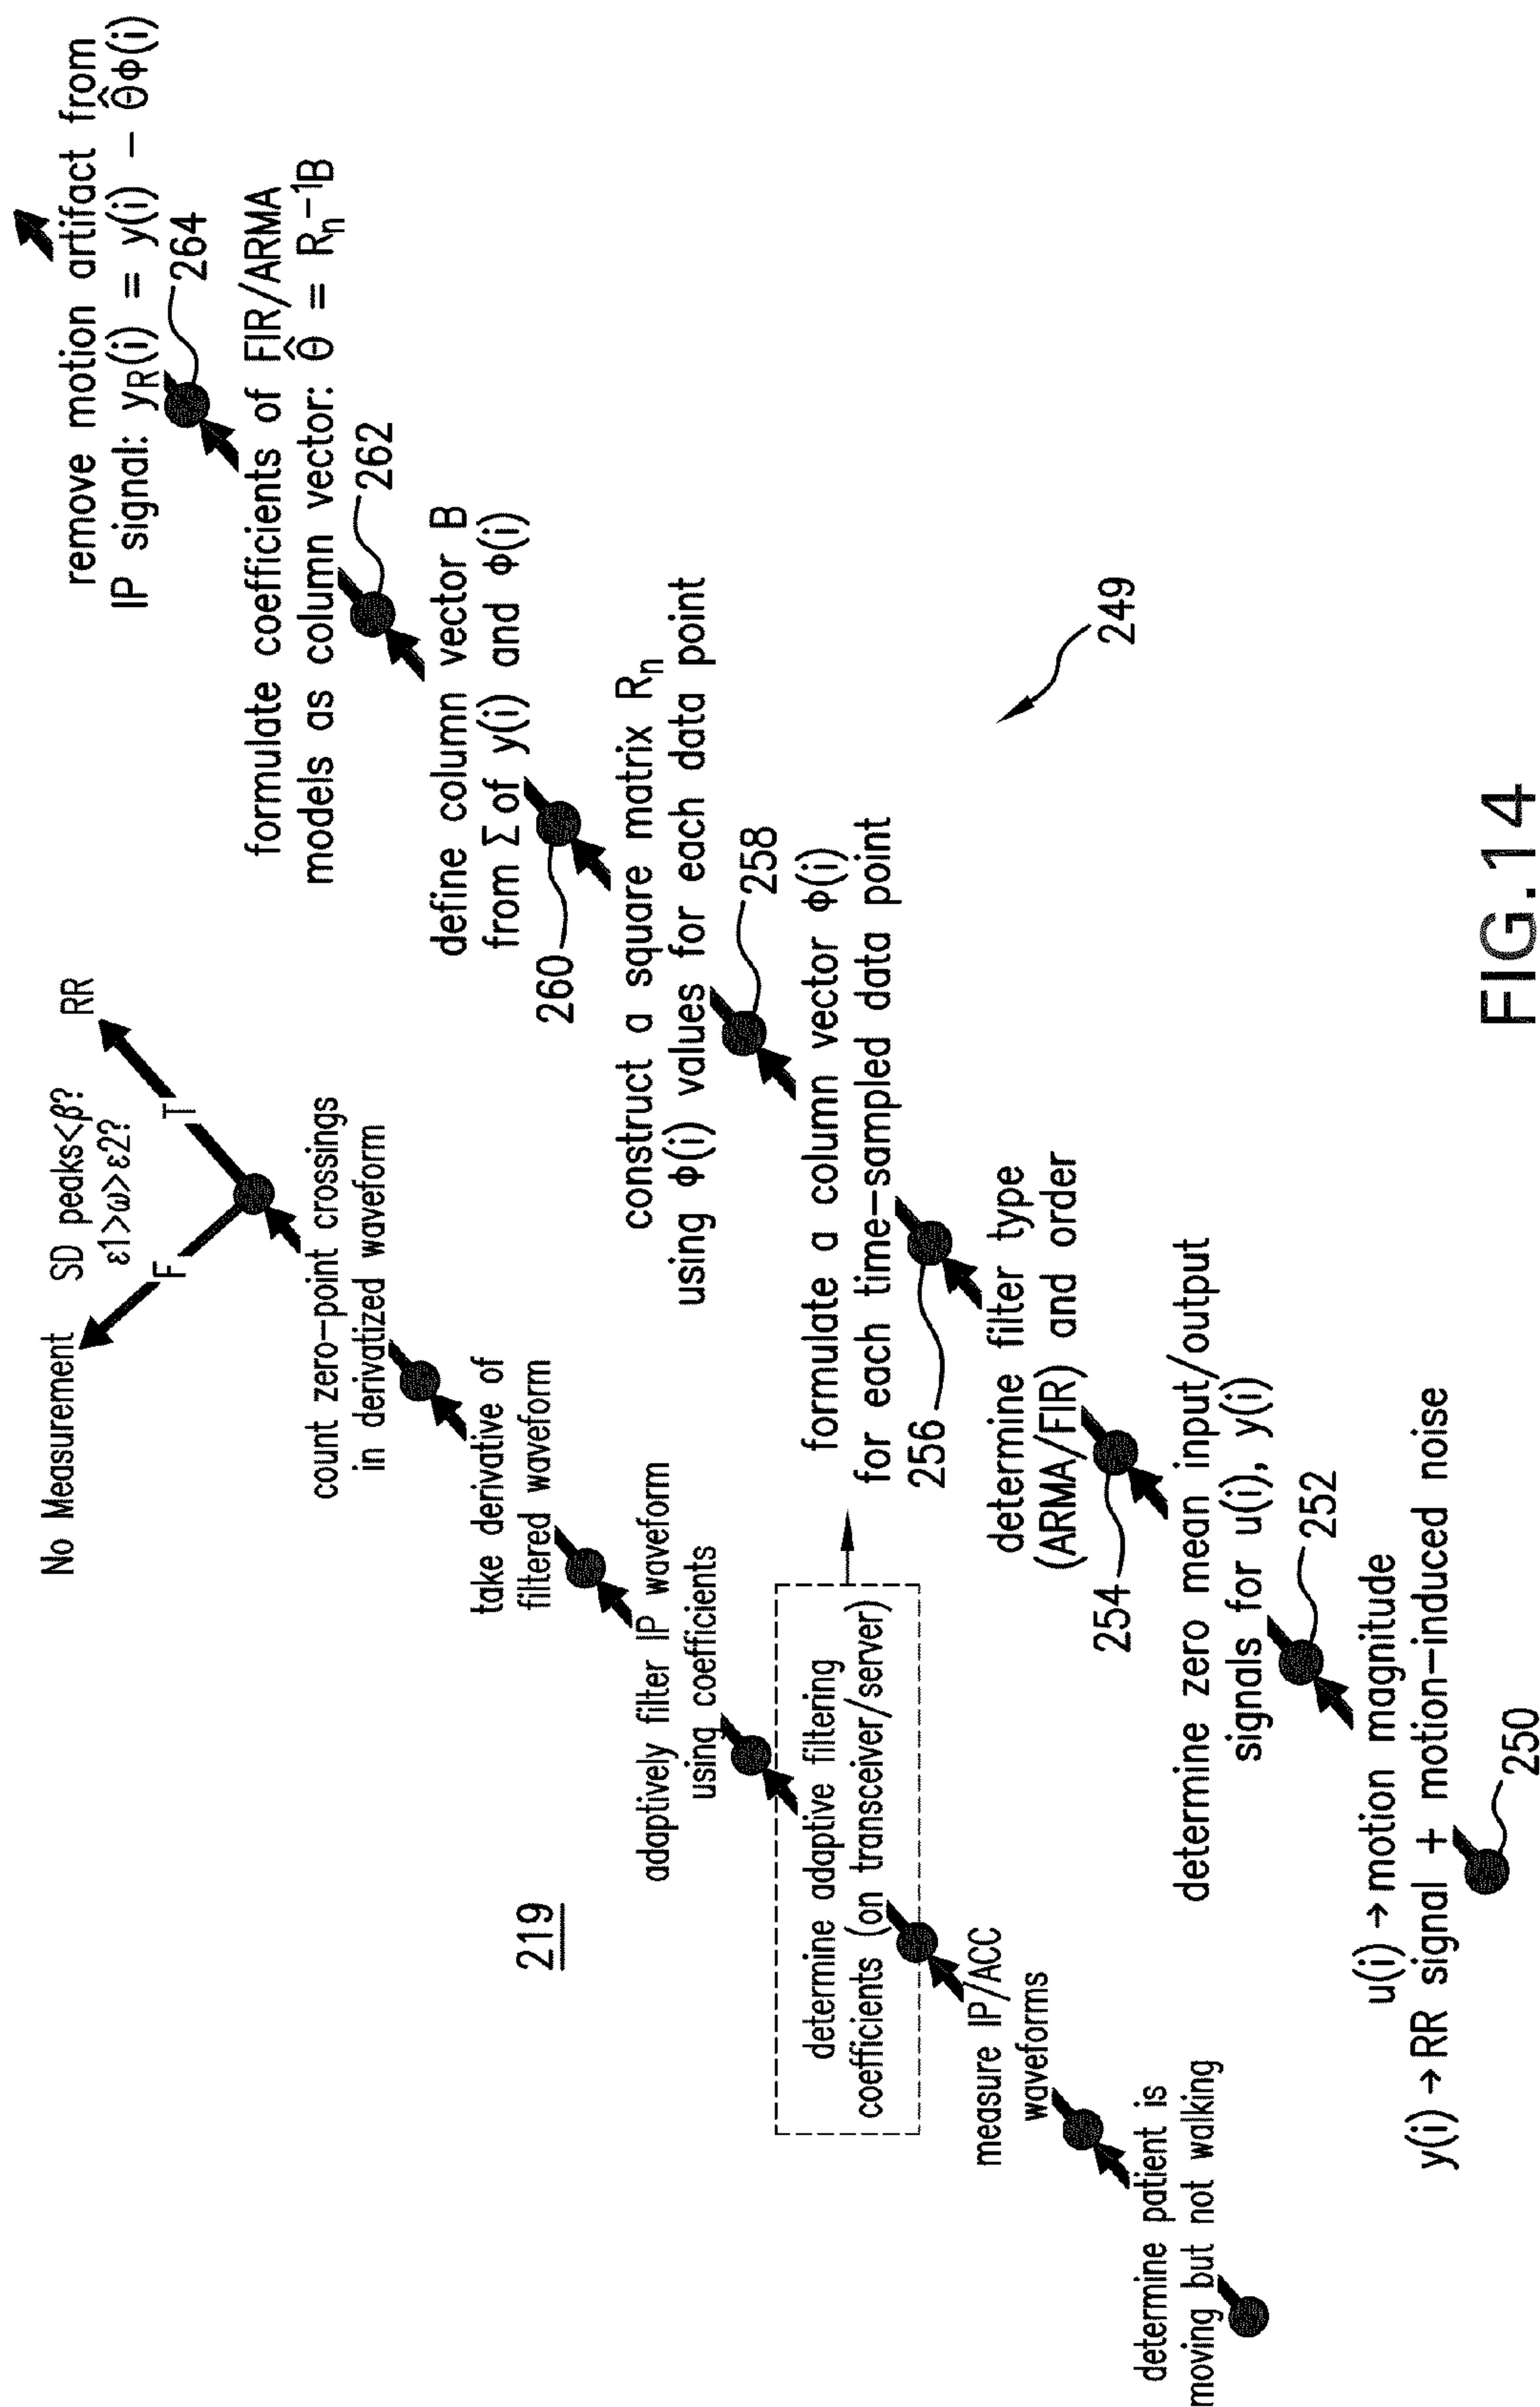 No Measurement
SD peaks<β?
ε1>ω>ε2?
RR
F
T
count zero-point crossings
in derivatized waveform
take derivative of
filtered waveform
adaptively filter IP waveform
using coefficients
219
determine adaptive filtering
coefficients (on transceiver/server)
measure IP/ACC
waveforms
determine patient is
moving but not walking
remove motion artifact from
IP signal: yR(i) = y(i) - θ̂ϕ(i)
264
formulate coefficients of FIR/ARMA
models as column vector: θ̂ = Rn-1B
262
define column vector B
from Σ of y(i) and ϕ(i)
260
construct a square matrix Rn
using ϕ(i) values for each data point
258
formulate a column vector ϕ(i)
for each time-sampled data point
256
determine filter type
(ARMA/FIR) and order
254
determine zero mean input/output
signals for u(i), y(i)
252
u(i) → motion magnitude
y(i) → RR signal + motion-induced noise
250
249
FIG.14